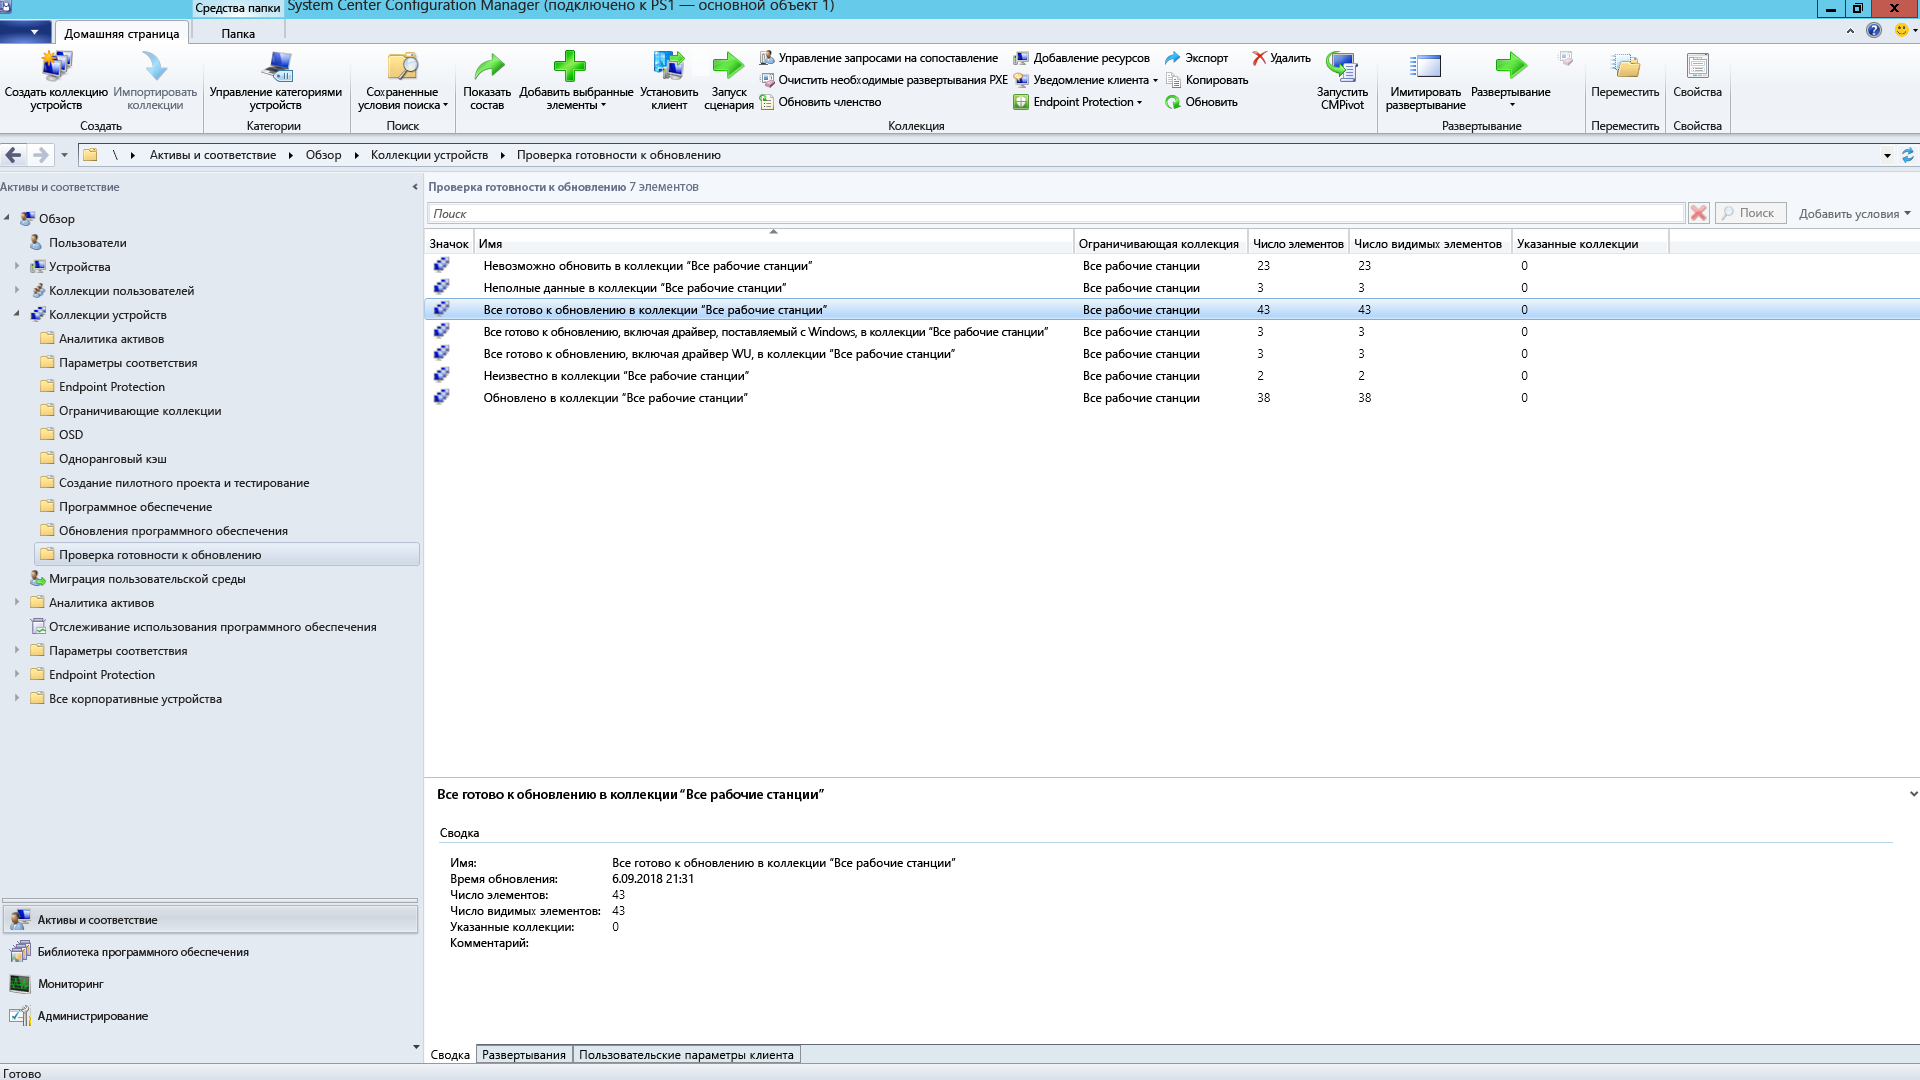 Средства папки System Center Configuration Manager (подключено к PS1 — основной объект 1)
Домашняя страница Папка
Создать коллекцию устройств
Импортировать коллекции
Создать
Управление категориями устройств
Категории
Сохраненные условия поиска
Поиск
Показать состав
Добавить выбранные элементы
Установить клиент
Запуск сценария
Управление запросами на сопоставление
Очистить необходимые развертывания PXE
Обновить членство
Добавление ресурсов
Уведомление клиента
Endpoint Protection
Экспорт
Копировать
Обновить
Удалить
Запустить CMPivot
Коллекция
Имитировать развертывание
Развертывание
Развертывание
Переместить
Переместить
Свойства
Свойства
\ Активы и соответствие Обзор Коллекции устройств Проверка готовности к обновлению
Активы и соответствие
Обзор
Пользователи
Устройства
Коллекции пользователей
Коллекции устройств
Аналитика активов
Параметры соответствия
Endpoint Protection
Ограничивающие коллекции
OSD
Одноранговый кэш
Создание пилотного проекта и тестирование
Программное обеспечение
Обновления программного обеспечения
Проверка готовности к обновлению
Миграция пользовательской среды
Аналитика активов
Отслеживание использования программного обеспечения
Параметры соответствия
Endpoint Protection
Все корпоративные устройства
Активы и соответствие
Библиотека программного обеспечения
Мониторинг
Администрирование
Проверка готовности к обновлению 7 элементов
Поиск Поиск Добавить условия
Значок Имя Ограничивающая коллекция Число элементов Число видимых элементов Указанные коллекции
Невозможно обновить в коллекции “Все рабочие станции” Все рабочие станции 23 23 0
Неполные данные в коллекции “Все рабочие станции” Все рабочие станции 3 3 0
Все готово к обновлению в коллекции “Все рабочие станции” Все рабочие станции 43 43 0
Все готово к обновлению, включая драйвер, поставляемый с Windows, в коллекции “Все рабочие станции” Все рабочие станции 3 3 0
Все готово к обновлению, включая драйвер WU, в коллекции “Все рабочие станции” Все рабочие станции 3 3 0
Неизвестно в коллекции “Все рабочие станции” Все рабочие станции 2 2 0
Обновлено в коллекции “Все рабочие станции” Все рабочие станции 38 38 0
Все готово к обновлению в коллекции “Все рабочие станции”
Сводка
Имя: Все готово к обновлению в коллекции “Все рабочие станции”
Время обновления: 6.09.2018 21:31
Число элементов: 43
Число видимых элементов: 43
Указанные коллекции: 0
Комментарий:
Сводка Развертывания Пользовательские параметры клиента
Готово